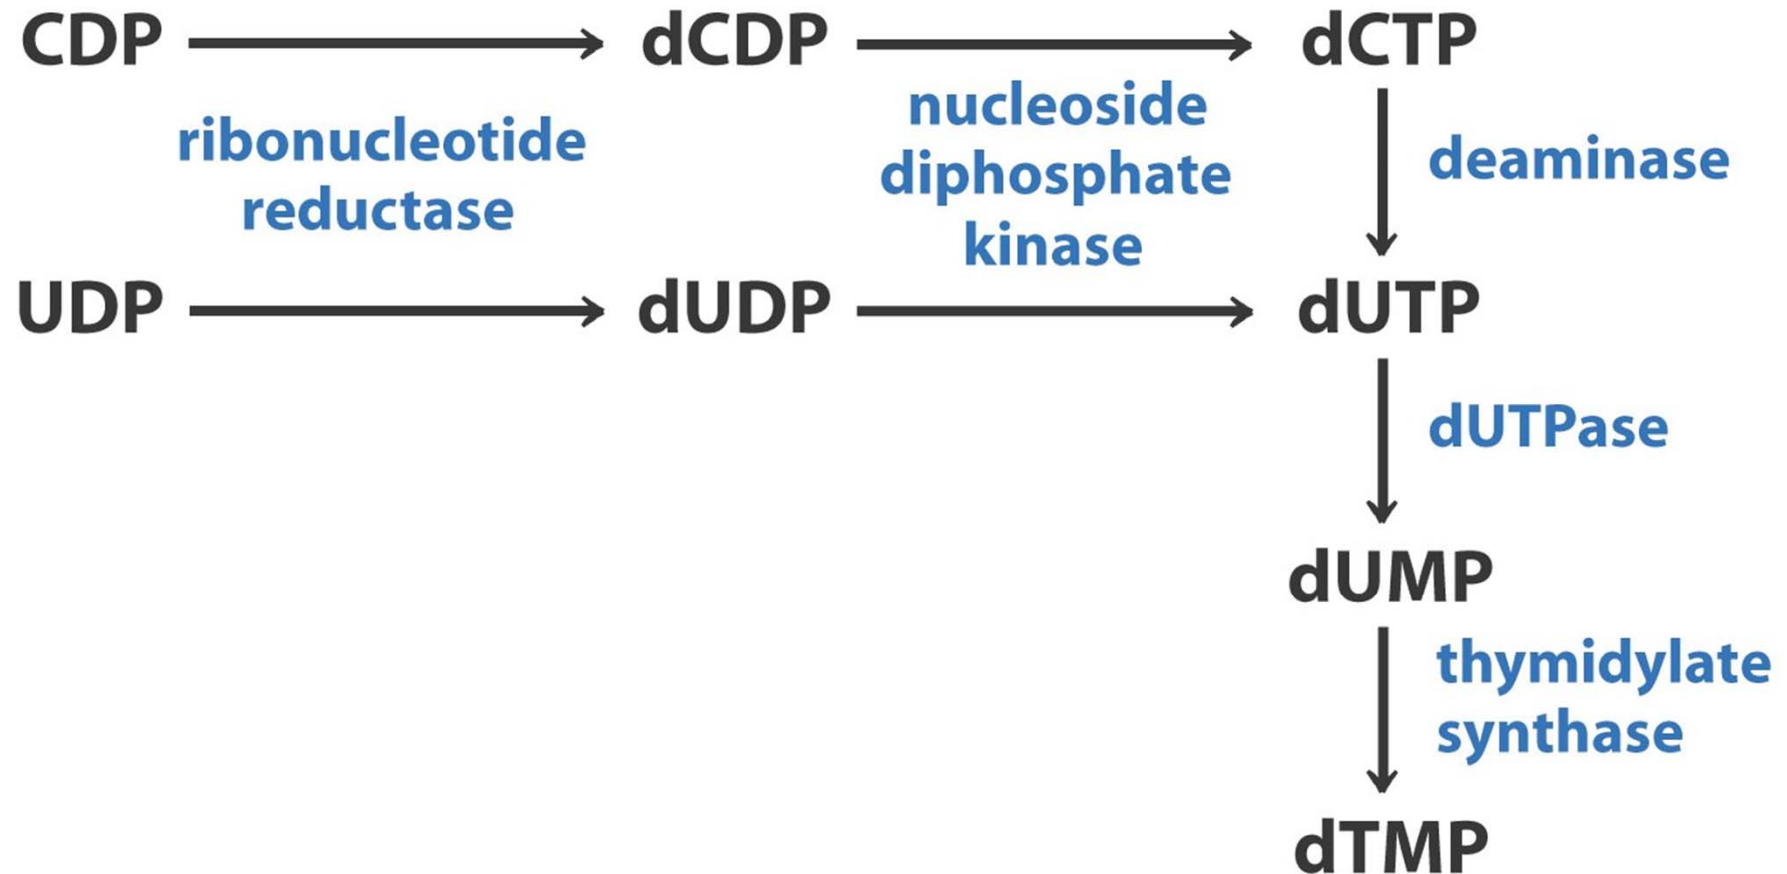 CDP dCDP dCTP
ribonucleotide
reductase
nucleoside
diphosphate
kinase
deaminase
UDP dUDP dUTP
dUTPase
dUMP
thymidylate
synthase
dTMP